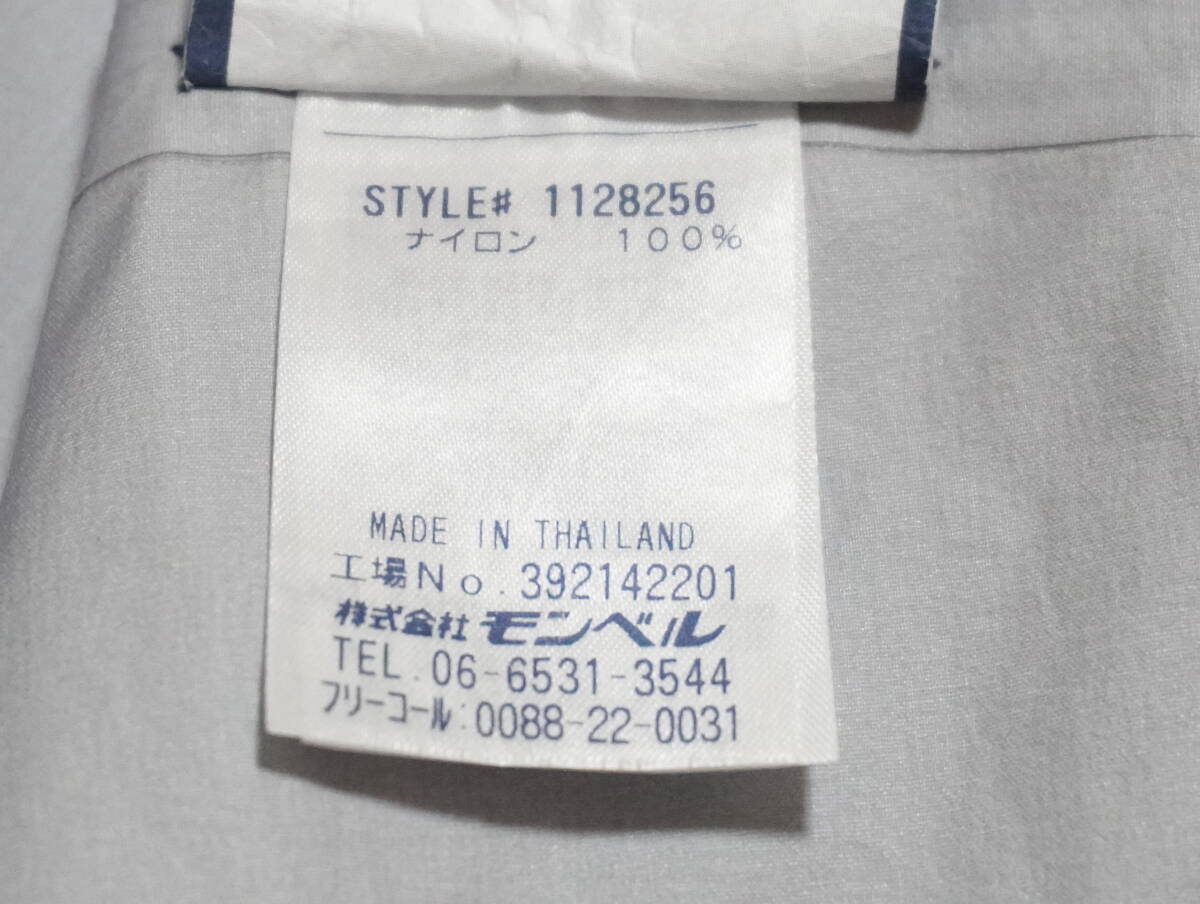 STYLE# 1128256
ナイロン 100%
MADE IN THAILAND
工場No.392142201
株式会社 モンベル
TEL.06-6531-3544
フリーコール:0088-22-0031